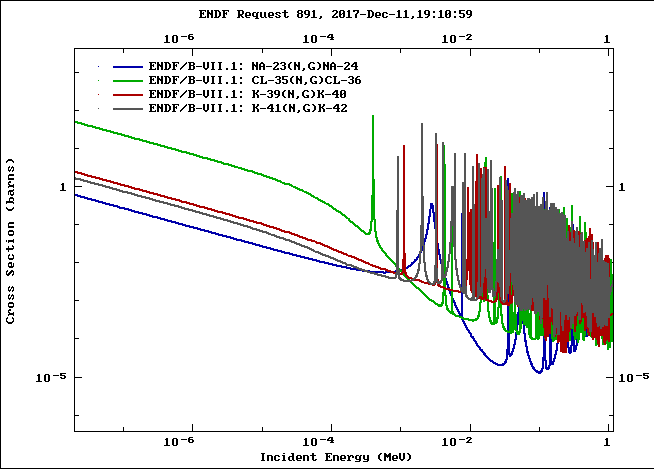 ENDF Request 891, 2017-Dec-11,19:10:59
10-6 10-4 10-2 1
ENDF/B-VII.1: NA-23(N,G)NA-24
ENDF/B-VII.1: CL-35(N,G)CL-36
ENDF/B-VII.1: K-39(N,G)K-40
ENDF/B-VII.1: K-41(N,G)K-42
Cross Section (barns)
1 1
10-5 10-5
10-6 10-4 10-2 1
Incident Energy (MeV)